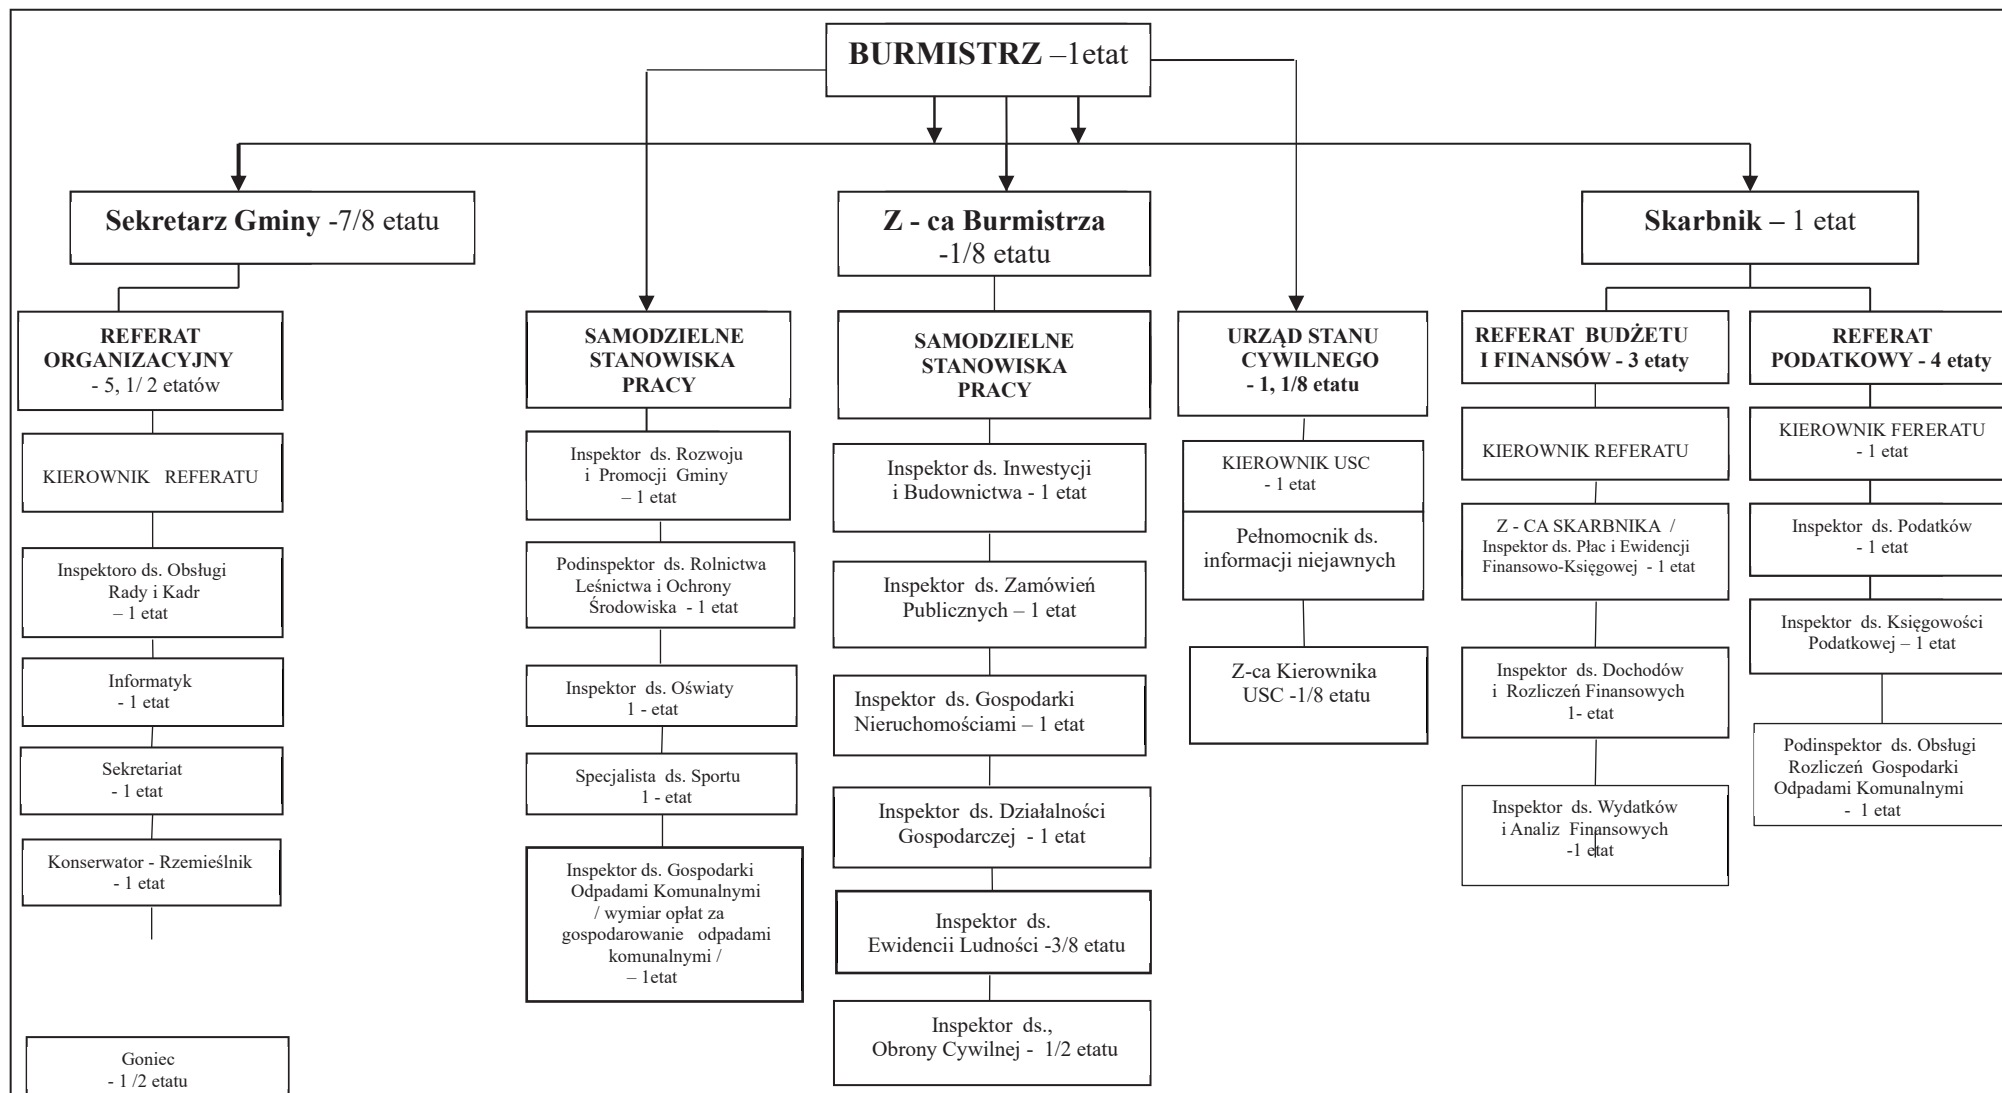 BURMISTRZ –1etat
Sekretarz Gminy -7/8 etatu
Z - ca Burmistrza
-1/8 etatu
Skarbnik – 1 etat
REFERAT
ORGANIZACYJNY
- 5, 1/ 2 etatów
KIEROWNIK REFERATU
Inspektoro ds. Obsługi
Rady i Kadr
– 1 etat
Informatyk
- 1 etat
Sekretariat
- 1 etat
Konserwator - Rzemieślnik
- 1 etat
Goniec
- 1 /2 etatu
SAMODZIELNE
STANOWISKA
PRACY
Inspektor ds. Rozwoju
i Promocji Gminy
– 1 etat
Podinspektor ds. Rolnictwa
Leśnictwa i Ochrony
Środowiska - 1 etat
Inspektor ds. Oświaty
1 - etat
Specjalista ds. Sportu
1 - etat
Inspektor ds. Gospodarki
Odpadami Komunalnymi
/ wymiar opłat za
gospodarowanie odpadami
komunalnymi /
– 1etat
SAMODZIELNE
STANOWISKA
PRACY
Inspektor ds. Inwestycji
i Budownictwa - 1 etat
Inspektor ds. Zamówień
Publicznych – 1 etat
Inspektor ds. Gospodarki
Nieruchomościami – 1 etat
Inspektor ds. Działalności
Gospodarczej - 1 etat
Inspektor ds.
Ewidencii Ludności -3/8 etatu
Inspektor ds.,
Obrony Cywilnej - 1/2 etatu
URZĄD STANU
CYWILNEGO
- 1, 1/8 etatu
KIEROWNIK USC
- 1 etat
Pełnomocnik ds.
informacji niejawnych
Z-ca Kierownika
USC -1/8 etatu
REFERAT BUDŻETU
I FINANSÓW - 3 etaty
KIEROWNIK REFERATU
Z - CA SKARBNIKA /
Inspektor ds. Płac i Ewidencji
Finansowo-Księgowej - 1 etat
Inspektor ds. Dochodów
i Rozliczeń Finansowych
1- etat
Inspektor ds. Wydatków
i Analiz Finansowych
-1 etat
REFERAT
PODATKOWY - 4 etaty
KIEROWNIK FERERATU
- 1 etat
Inspektor ds. Podatków
- 1 etat
Inspektor ds. Księgowości
Podatkowej – 1 etat
Podinspektor ds. Obsługi
Rozliczeń Gospodarki
Odpadami Komunalnymi
- 1 etat